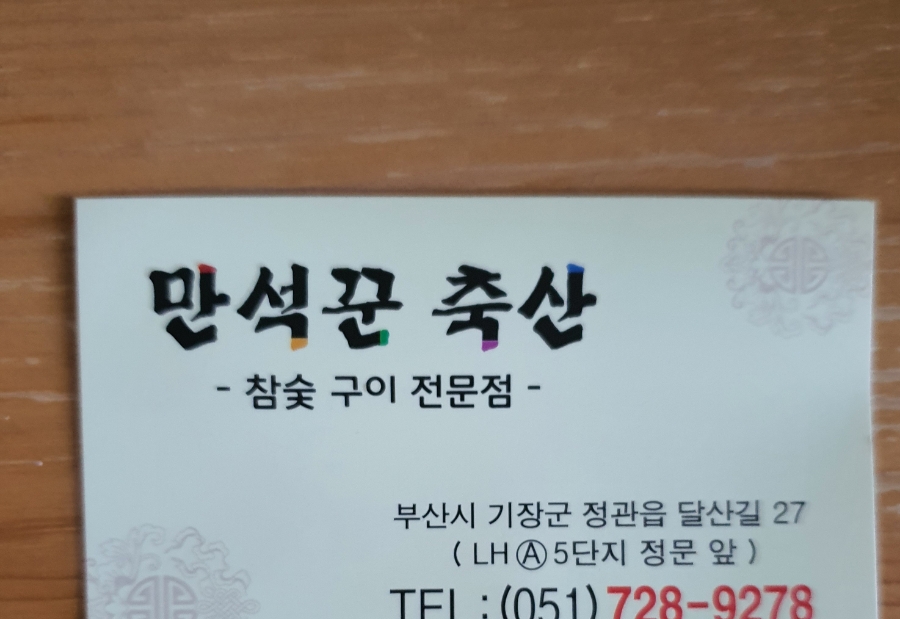 만석꾼 축산
- 참숯 구이 전문점 -
부산시 기장군 정관읍 달산길 27
( LH Ⓐ 5단지 정문 앞 )
TEL : (051) 728-9278